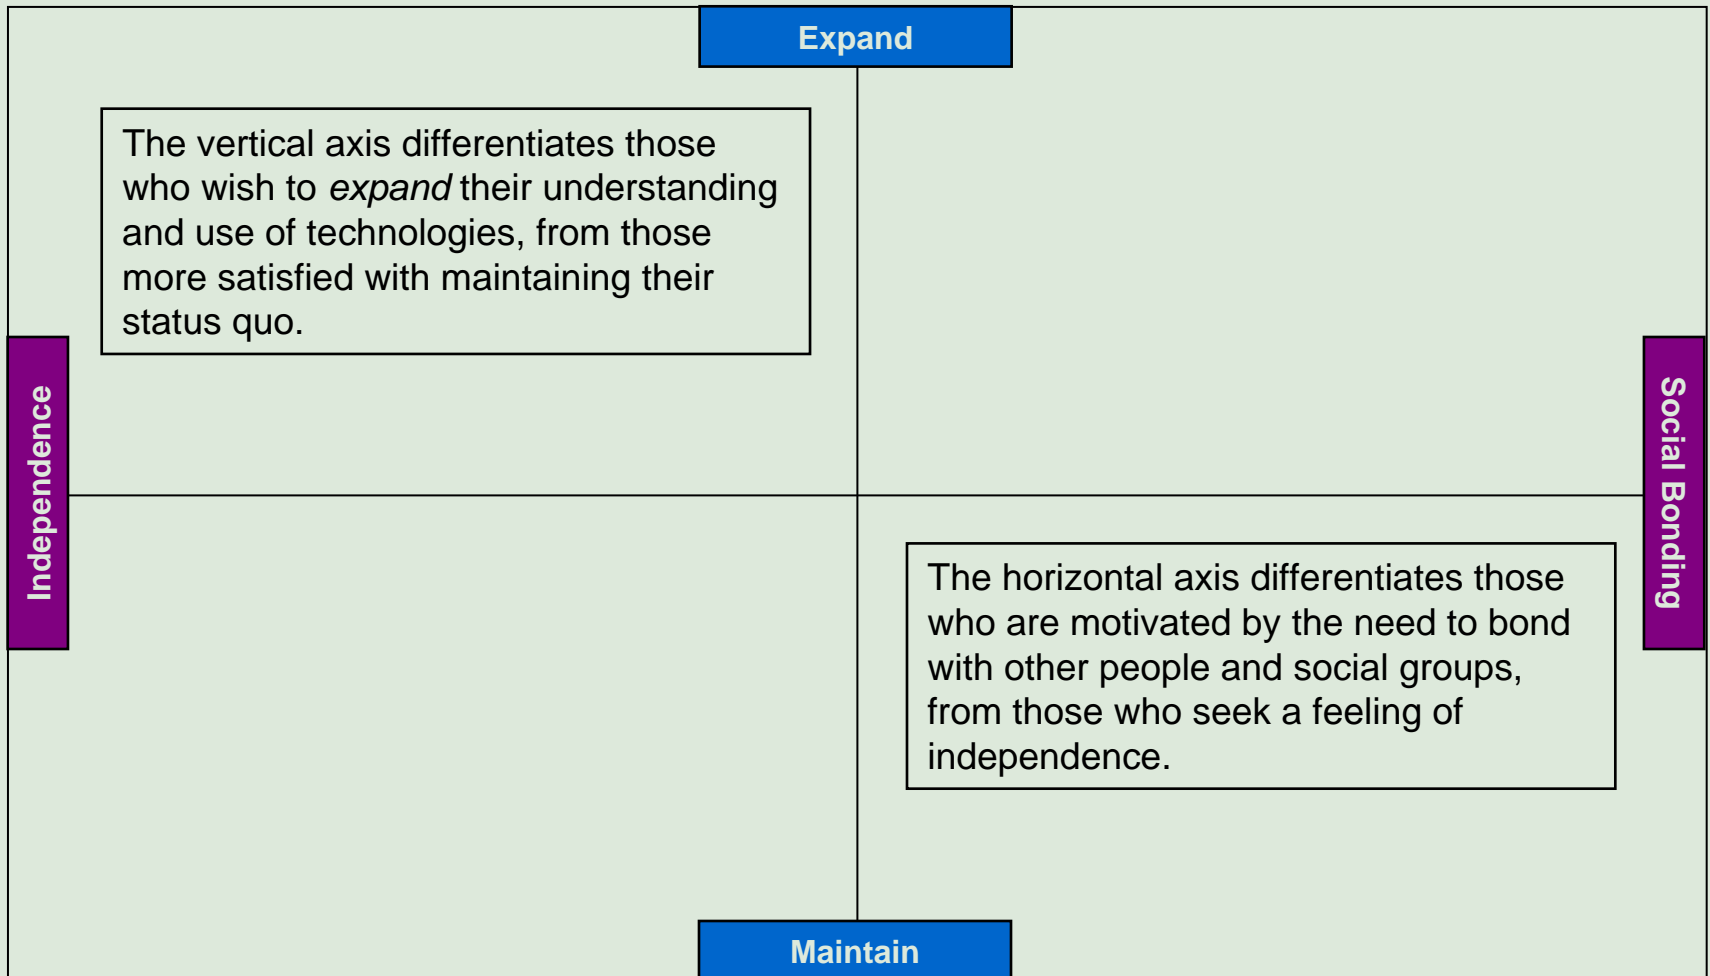 Expand
The vertical axis differentiates those
who wish to expand their understanding
and use of technologies, from those
more satisfied with maintaining their
status quo.
Independence
Social Bonding
The horizontal axis differentiates those
who are motivated by the need to bond
with other people and social groups,
from those who seek a feeling of
independence.
Maintain